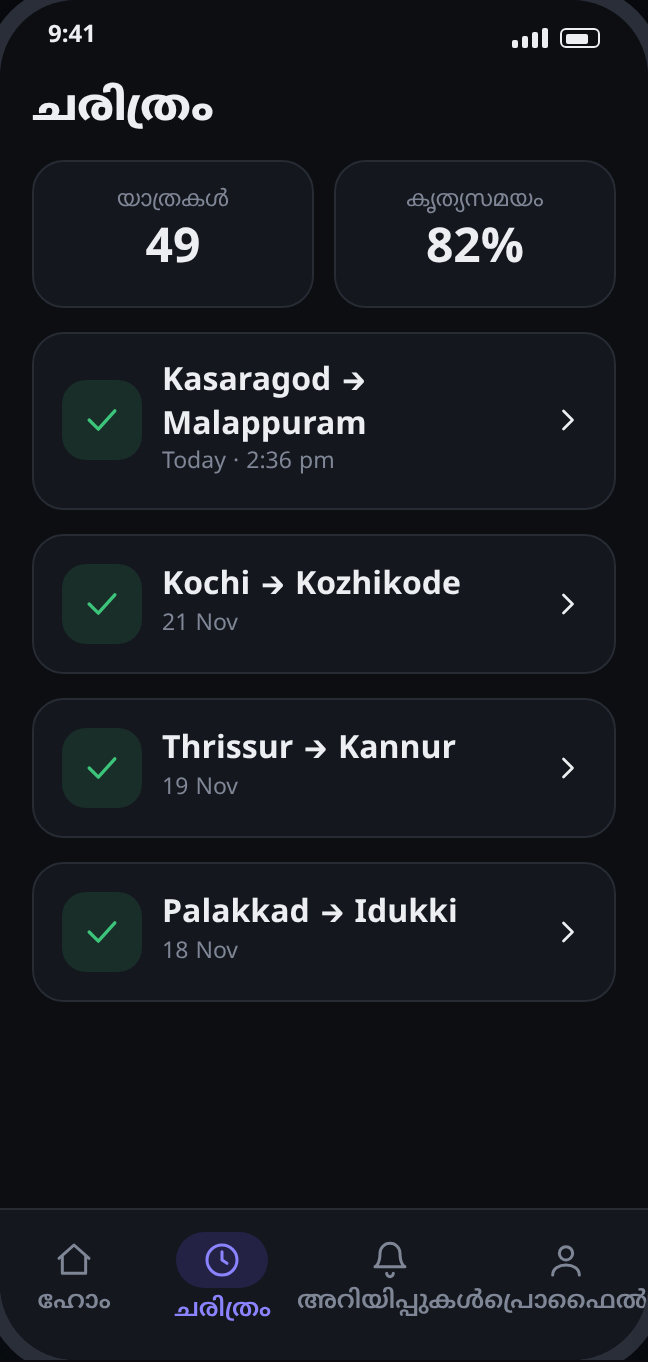 9:41
ചരിത്രം
യാത്രകൾ
49
കൃത്യസമയം
82%
Kasaragod →
Malappuram
Today · 2:36 pm
Kochi → Kozhikode
21 Nov
Thrissur → Kannur
19 Nov
Palakkad → Idukki
18 Nov
ഹോം
ചരിത്രം
അറിയിപ്പുകൾ
പ്രൊഫൈൽ